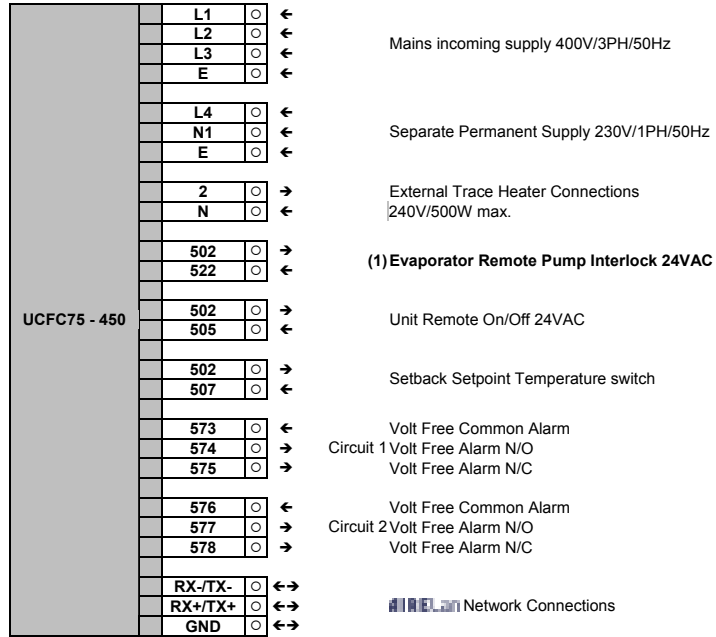 L1
L2
L3
E
Mains incoming supply 400V/3PH/50Hz
L4
N1
E
Separate Permanent Supply 230V/1PH/50Hz
2
N
External Trace Heater Connections
240V/500W max.
502
522
(1) Evaporator Remote Pump Interlock 24VAC
UCFC75 - 450
502
505
Unit Remote On/Off 24VAC
502
507
Setback Setpoint Temperature switch
573 Volt Free Common Alarm
574 Circuit 1 Volt Free Alarm N/O
575 Volt Free Alarm N/C
576 Volt Free Common Alarm
577 Circuit 2 Volt Free Alarm N/O
578 Volt Free Alarm N/C
RX-/TX-
RX+/TX+
GND
AIRELan Network Connections